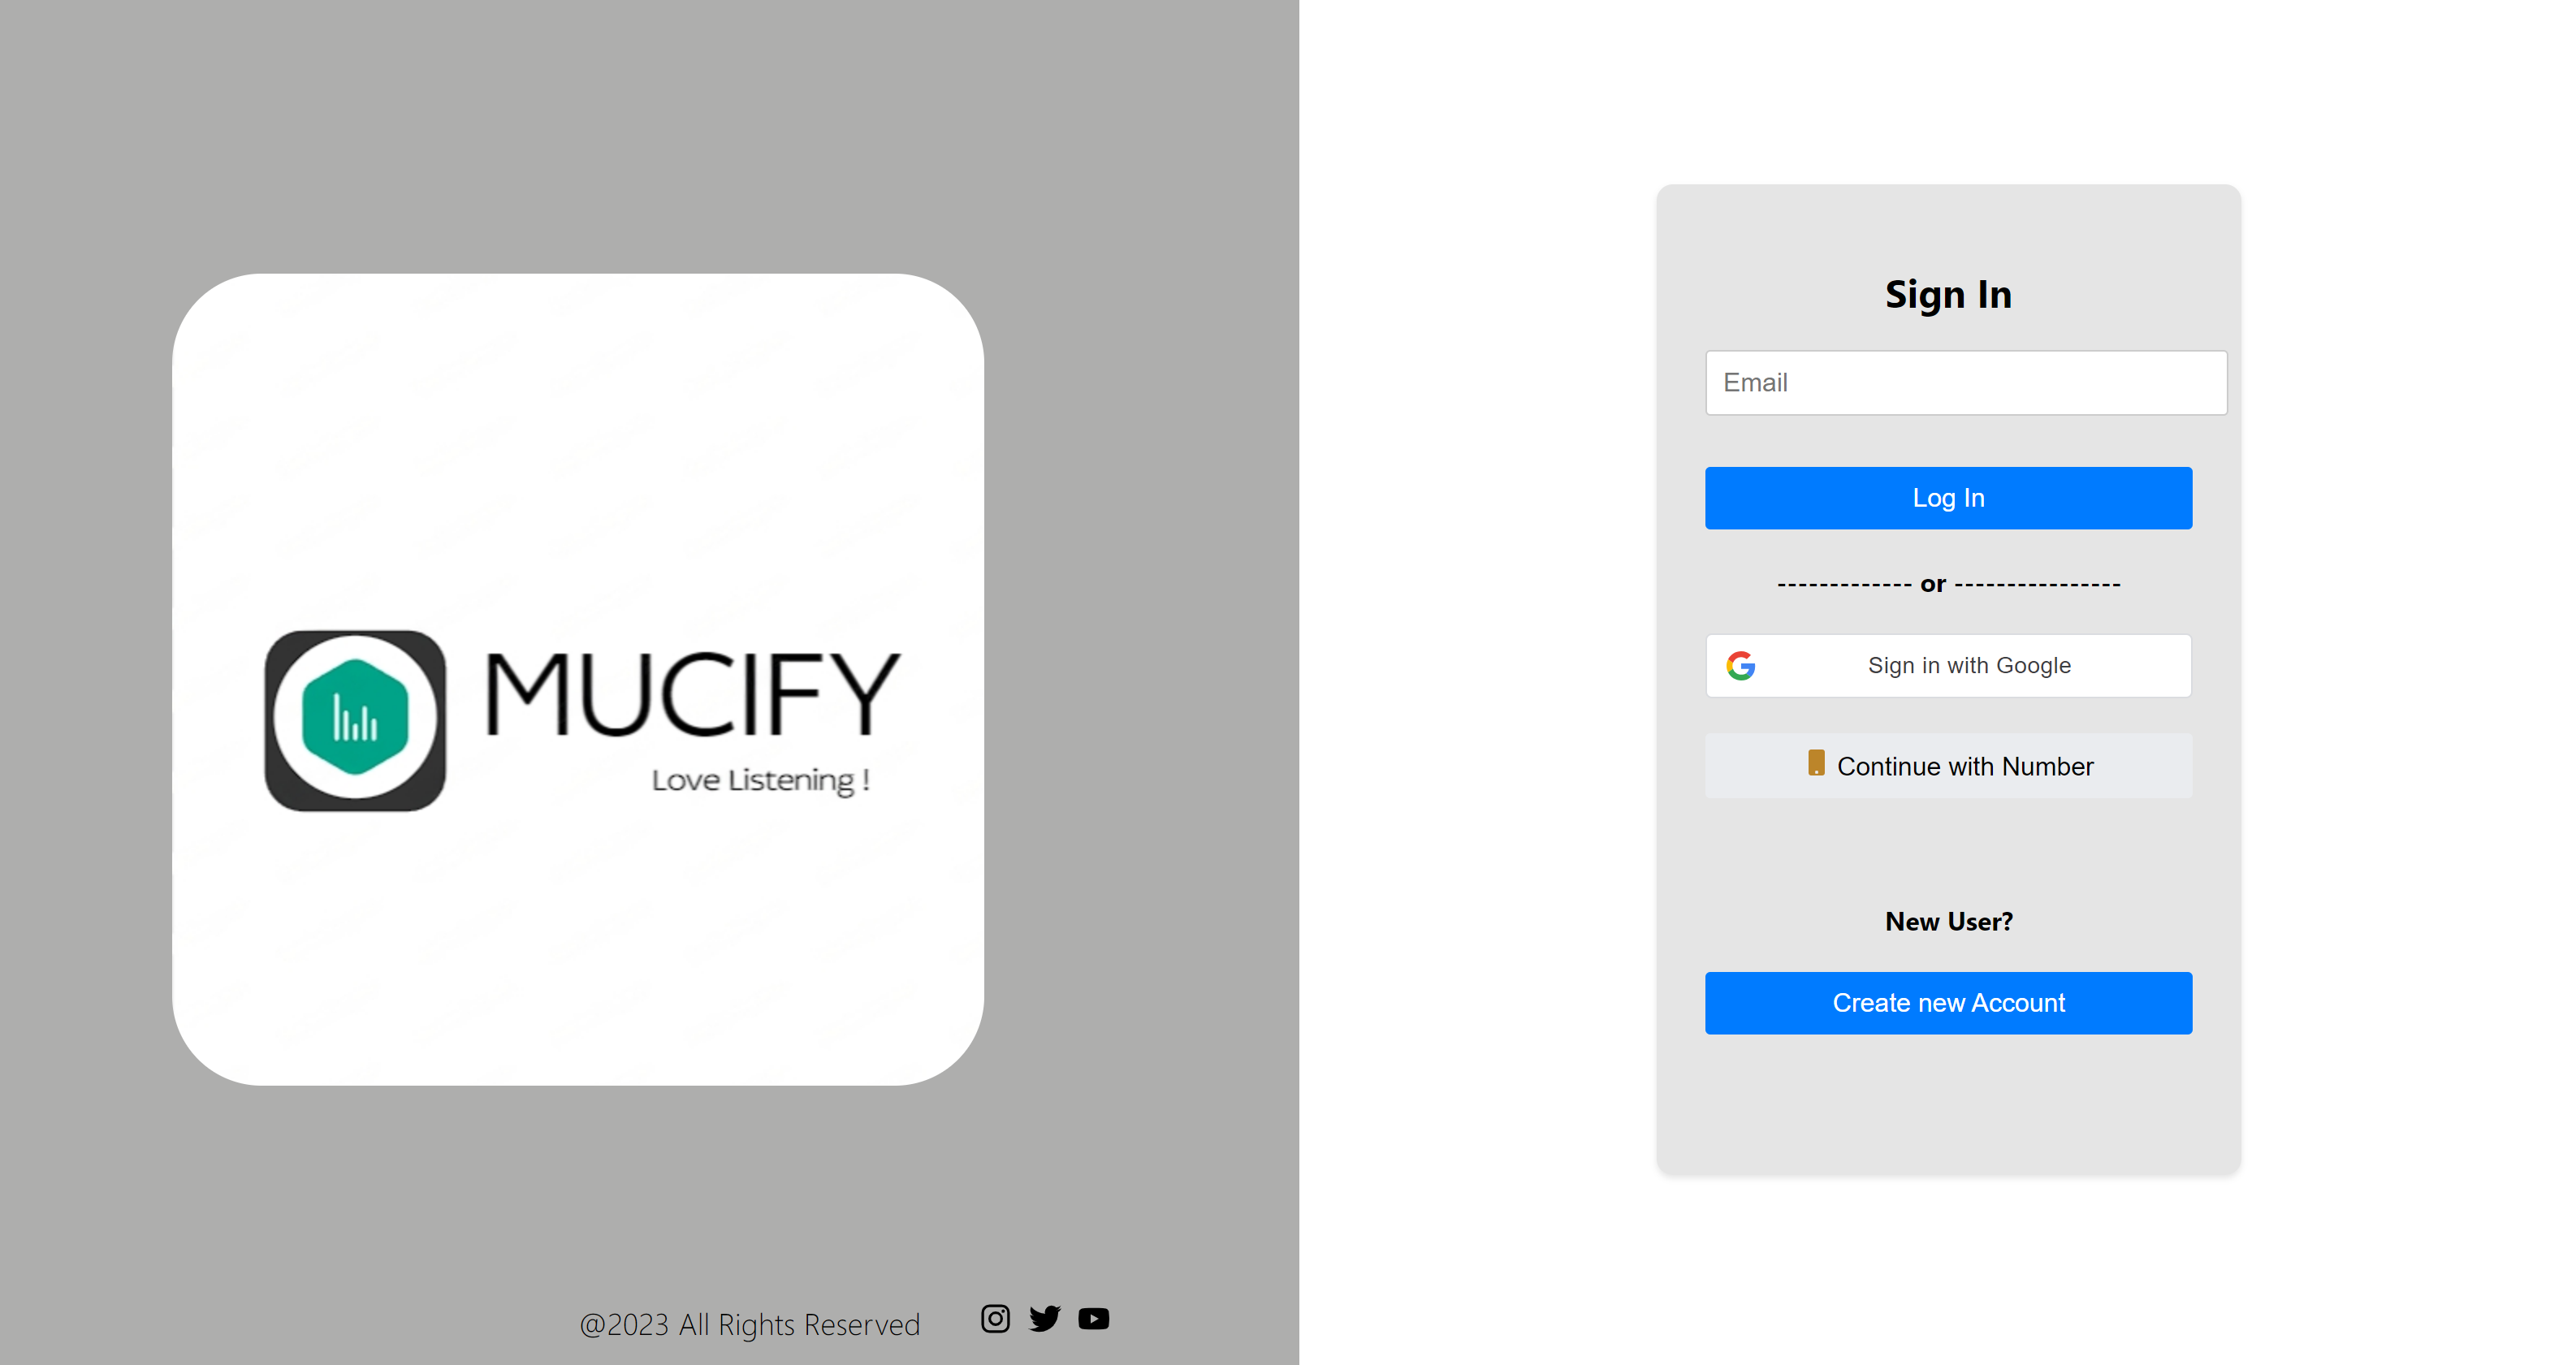 MUCIFY
Love Listening !
@2023 All Rights Reserved
Sign In
Email
Log In
------------- or ----------------
Sign in with Google
Continue with Number
New User?
Create new Account